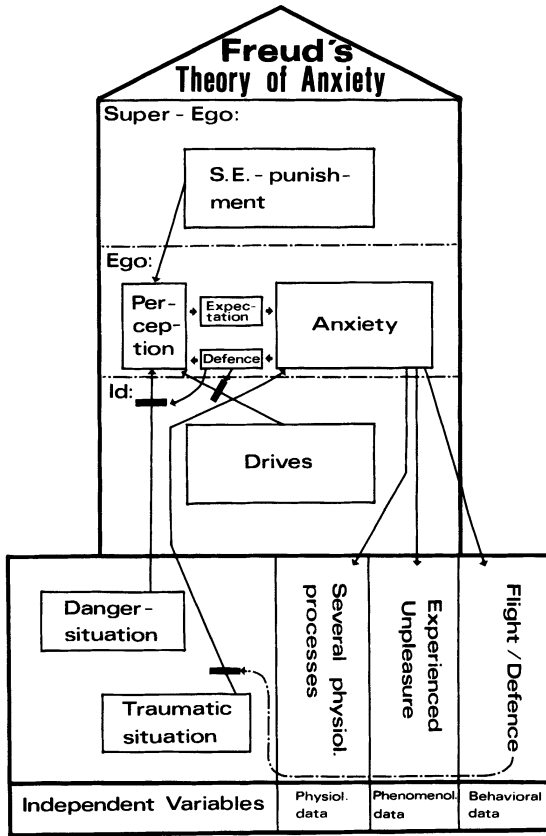 Freud's
Theory of Anxiety
Super - Ego:
S.E. - punish-
ment
Ego:
Per-
cep-
tion
Expec-
tation
Defence
Anxiety
Id:
Drives
Danger-
situation
Traumatic
situation
Several physiol.
processes
Experienced
Unpleasure
Flight / Defence
Independent Variables
Physiol.
data
Phenomenol.
data
Behavioral
data